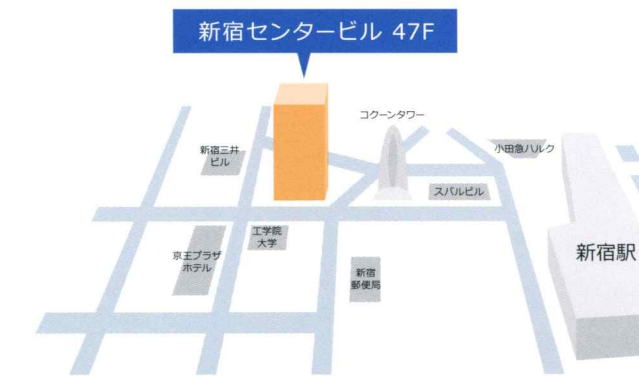 新宿センタービル 47F
コクーンタワー
新宿三井
ビル
小田急ハルク
スバルビル
工学院
大学
京王プラザ
ホテル
新宿駅
新宿
郵便局